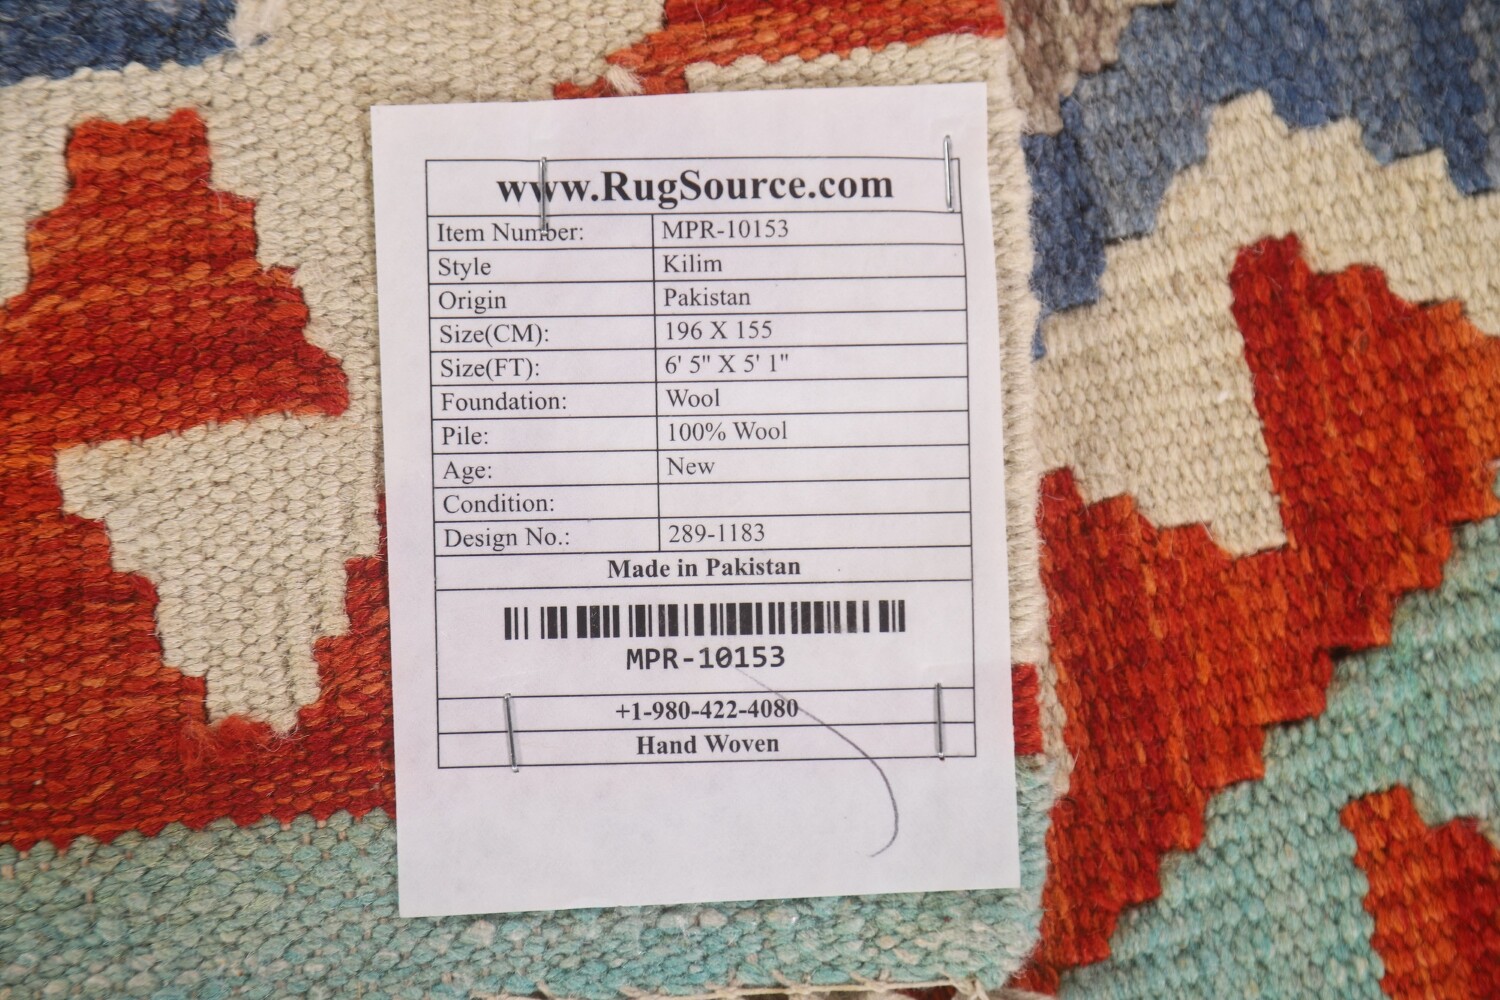 www.RugSource.com
Item Number: MPR-10153
Style Kilim
Origin Pakistan
Size(CM): 196 X 155
Size(FT): 6' 5" X 5' 1"
Foundation: Wool
Pile: 100% Wool
Age: New
Condition:
Design No.: 289-1183
Made in Pakistan
MPR-10153
+1-980-422-4080
Hand Woven